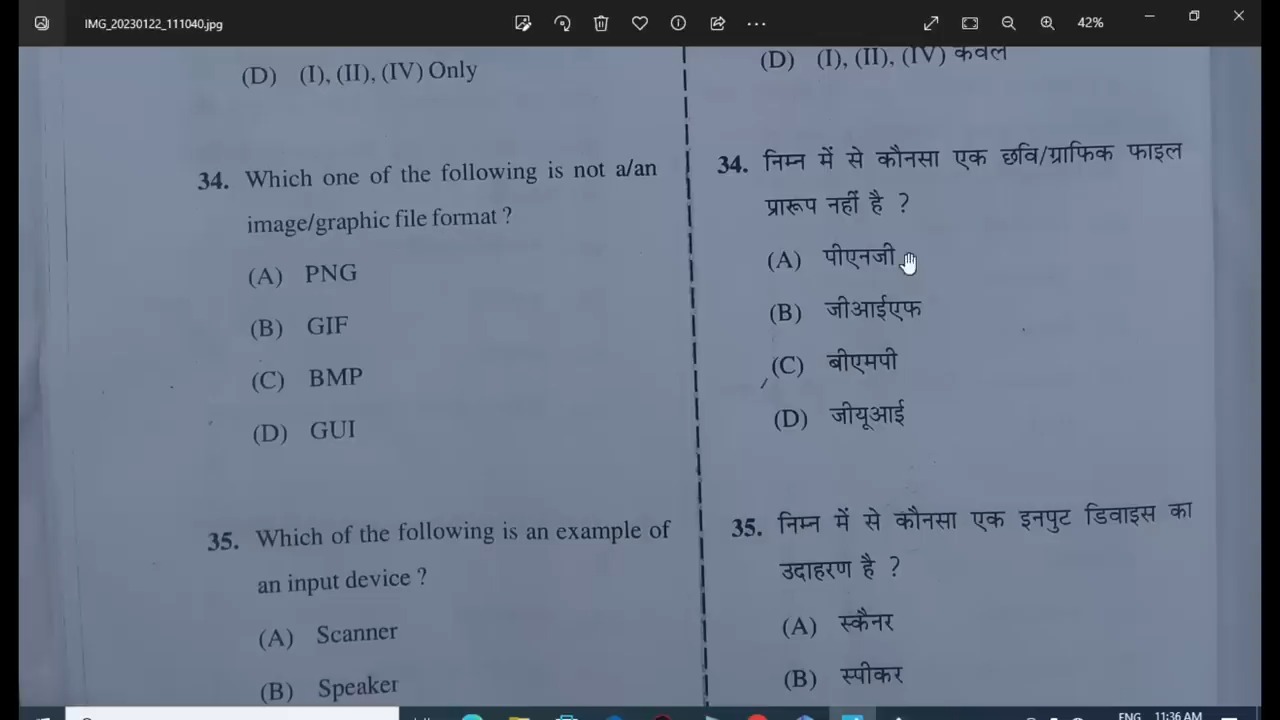 IMG_20230122_111040.jpg
42%
(D) (I), (II), (IV) Only
34. Which one of the following is not a/an
image/graphic file format ?
(A) PNG
(B) GIF
(C) BMP
(D) GUI
35. Which of the following is an example of
an input device ?
(A) Scanner
(B) Speaker
(D) (I), (II), (IV) केवल
34. निम्न में से कौनसा एक छवि/ग्राफिक फाइल
प्रारूप नहीं है ?
(A) पीएनजी
(B) जीआईएफ
(C) बीएमपी
(D) जीयूआई
35. निम्न में से कौनसा एक इनपुट डिवाइस का
उदाहरण है ?
(A) स्कैनर
(B) स्पीकर
ENG 11:36 AM